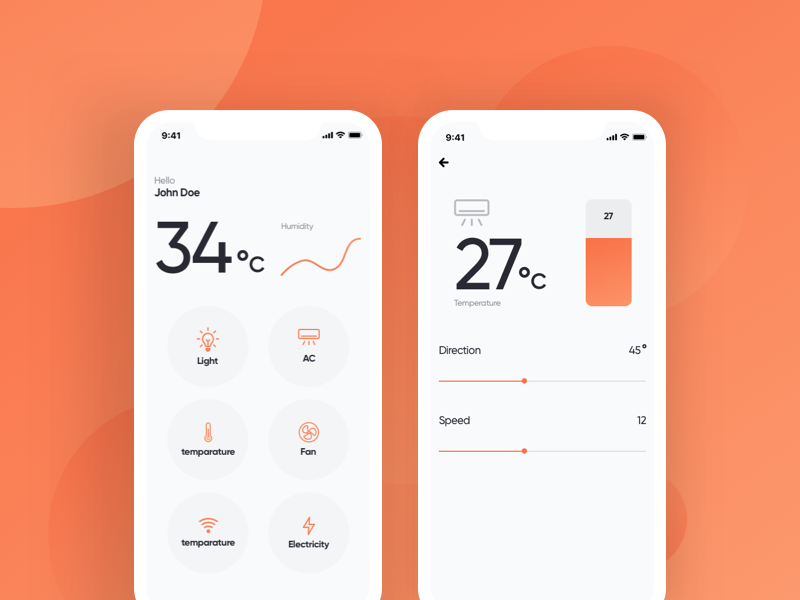 9:41
Hello
John Doe
34°C
Humidity
Light
AC
temparature
Fan
temparature
Electricity
9:41
27
27°C
Temperature
Direction
45°
Speed
12